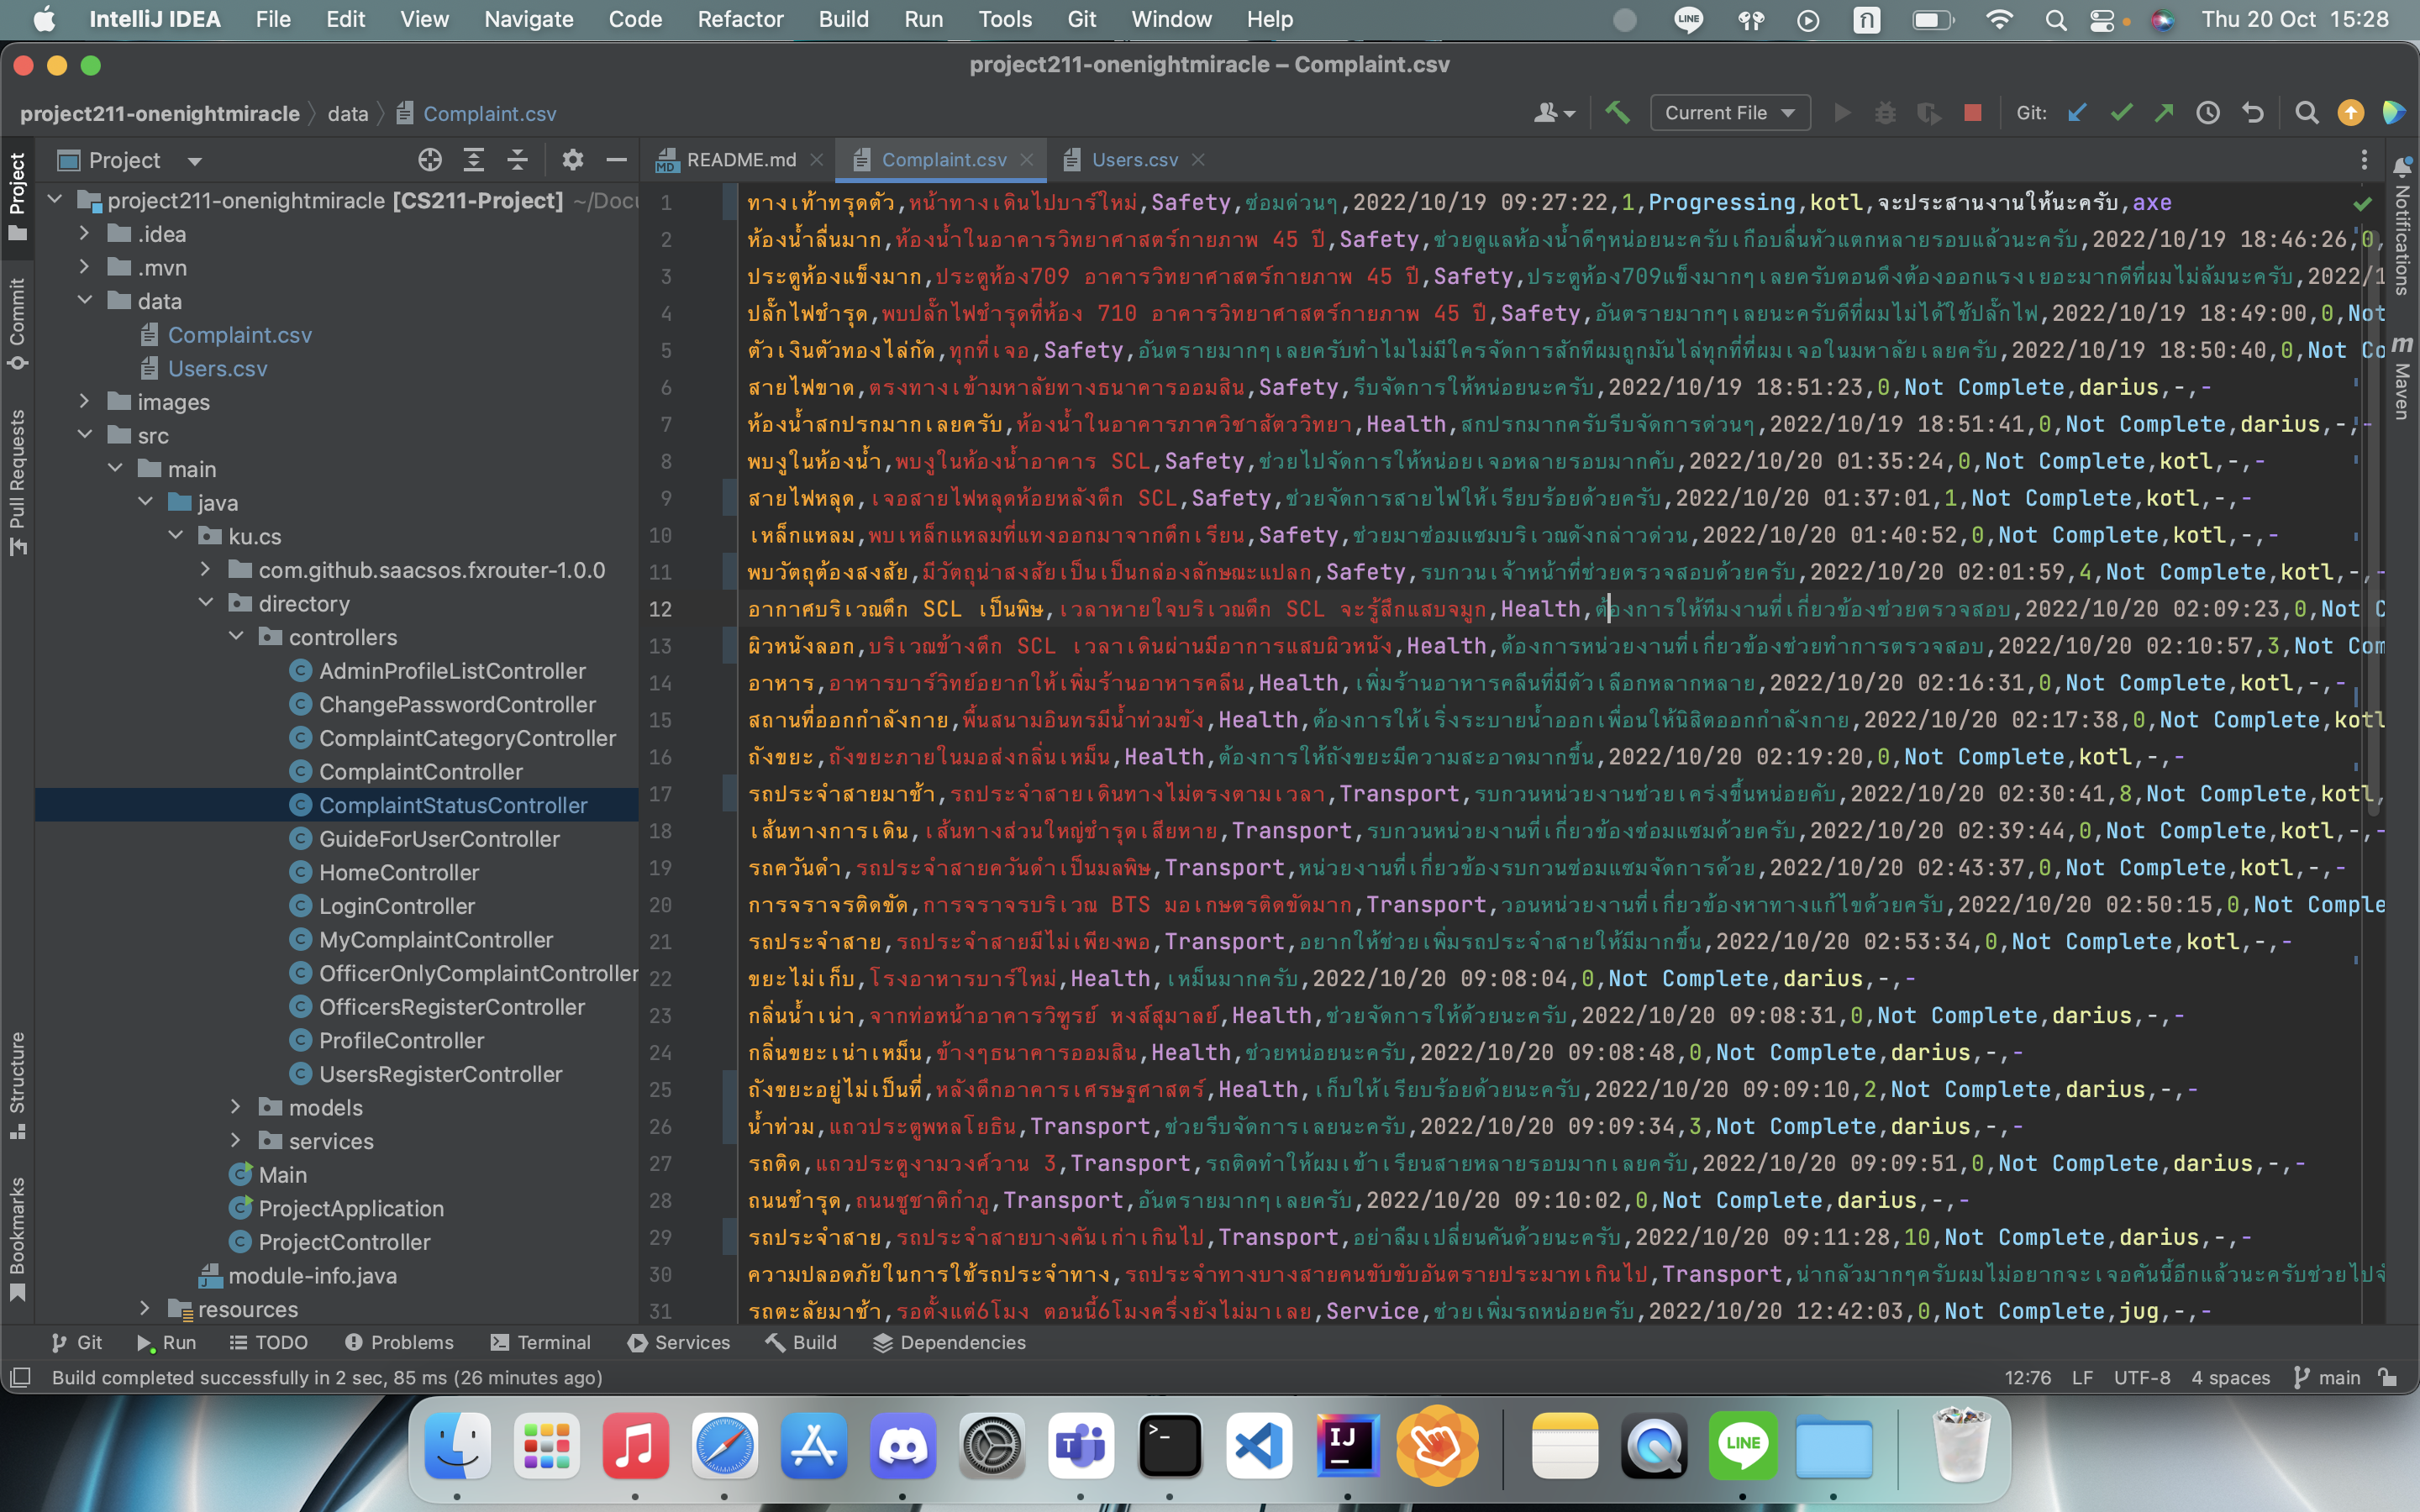 IntelliJ IDEA File Edit View Navigate Code Refactor Build Run Tools Git Window Help LINE ก Thu 20 Oct 15:28
project211-onenightmiracle – Complaint.csv
project211-onenightmiracle data Complaint.csv Current File Git:
Project README.md Complaint.csv Users.csv
Project
Commit
Pull Requests
Structure
Bookmarks
project211-onenightmiracle [CS211-Project] ~/Docu
.idea
.mvn
data
Complaint.csv
Users.csv
images
src
main
java
ku.cs
com.github.saacsos.fxrouter-1.0.0
directory
controllers
AdminProfileListController
ChangePasswordController
ComplaintCategoryController
ComplaintController
ComplaintStatusController
GuideForUserController
HomeController
LoginController
MyComplaintController
OfficerOnlyComplaintController
OfficersRegisterController
ProfileController
UsersRegisterController
models
services
Main
ProjectApplication
ProjectController
module-info.java
resources
1 ทางเท้าทรุดตัว,หน้าทางเดินไปบาร์ใหม่,Safety,ซ่อมด่วนๆ,2022/10/19 09:27:22,1,Progressing,kotl,จะประสานงานให้นะครับ,axe
2 ห้องน้ำลื่นมาก,ห้องน้ำในอาคารวิทยาศาสตร์กายภาพ 45 ปี,Safety,ช่วยดูแลห้องน้ำดีๆหน่อยนะครับเกือบลื่นหัวแตกหลายรอบแล้วนะครับ,2022/10/19 18:46:26,0,
3 ประตูห้องแข็งมาก,ประตูห้อง709 อาคารวิทยาศาสตร์กายภาพ 45 ปี,Safety,ประตูห้อง709แข็งมากๆเลยครับตอนดึงต้องออกแรงเยอะมากดีที่ผมไม่ล้มนะครับ,2022/1
4 ปลั๊กไฟชำรุด,พบปลั๊กไฟชำรุดที่ห้อง 710 อาคารวิทยาศาสตร์กายภาพ 45 ปี,Safety,อันตรายมากๆเลยนะครับดีที่ผมไม่ได้ใช้ปลั๊กไฟ,2022/10/19 18:49:00,0,Not
5 ตัวเงินตัวทองไล่กัด,ทุกที่เจอ,Safety,อันตรายมากๆเลยครับทำไมไม่มีใครจัดการสักทีผมถูกมันไล่ทุกที่ที่ผมเจอในมหาลัยเลยครับ,2022/10/19 18:50:40,0,Not Co
6 สายไฟขาด,ตรงทางเข้ามหาลัยทางธนาคารออมสิน,Safety,รีบจัดการให้หน่อยนะครับ,2022/10/19 18:51:23,0,Not Complete,darius,-,-
7 ห้องน้ำสกปรกมากเลยครับ,ห้องน้ำในอาคารภาควิชาสัตววิทยา,Health,สกปรกมากครับรีบจัดการด่วนๆ,2022/10/19 18:51:41,0,Not Complete,darius,-,-
8 พบงูในห้องน้ำ,พบงูในห้องน้ำอาคาร SCL,Safety,ช่วยไปจัดการให้หน่อยเจอหลายรอบมากคับ,2022/10/20 01:35:24,0,Not Complete,kotl,-,-
9 สายไฟหลุด,เจอสายไฟหลุดห้อยหลังตึก SCL,Safety,ช่วยจัดการสายไฟให้เรียบร้อยด้วยครับ,2022/10/20 01:37:01,1,Not Complete,kotl,-,-
10 เหล็กแหลม,พบเหล็กแหลมที่แทงออกมาจากตึกเรียน,Safety,ช่วยมาซ่อมแซมบริเวณดังกล่าวด่วน,2022/10/20 01:40:52,0,Not Complete,kotl,-,-
11 พบวัตถุต้องสงสัย,มีวัตถุน่าสงสัยเป็นเป็นกล่องลักษณะแปลก,Safety,รบกวนเจ้าหน้าที่ช่วยตรวจสอบด้วยครับ,2022/10/20 02:01:59,4,Not Complete,kotl,-,-
12 อากาศบริเวณตึก SCL เป็นพิษ,เวลาหายใจบริเวณตึก SCL จะรู้สึกแสบจมูก,Health,ต้องการให้ทีมงานที่เกี่ยวข้องช่วยตรวจสอบ,2022/10/20 02:09:23,0,Not C
13 ผิวหนังลอก,บริเวณข้างตึก SCL เวลาเดินผ่านมีอาการแสบผิวหนัง,Health,ต้องการหน่วยงานที่เกี่ยวข้องช่วยทำการตรวจสอบ,2022/10/20 02:10:57,3,Not Com
14 อาหาร,อาหารบาร์วิทย์อยากให้เพิ่มร้านอาหารคลีน,Health,เพิ่มร้านอาหารคลีนที่มีตัวเลือกหลากหลาย,2022/10/20 02:16:31,0,Not Complete,kotl,-,-
15 สถานที่ออกกำลังกาย,พื้นสนามอินทรมีน้ำท่วมขัง,Health,ต้องการให้เริ่งระบายน้ำออกเพื่อนให้นิสิตออกกำลังกาย,2022/10/20 02:17:38,0,Not Complete,kotl
16 ถังขยะ,ถังขยะภายในมอส่งกลิ่นเหม็น,Health,ต้องการให้ถังขยะมีความสะอาดมากขึ้น,2022/10/20 02:19:20,0,Not Complete,kotl,-,-
17 รถประจำสายมาช้า,รถประจำสายเดินทางไม่ตรงตามเวลา,Transport,รบกวนหน่วยงานช่วยเคร่งขึ้นหน่อยคับ,2022/10/20 02:30:41,8,Not Complete,kotl,
18 เส้นทางการเดิน,เส้นทางส่วนใหญ่ชำรุดเสียหาย,Transport,รบกวนหน่วยงานที่เกี่ยวข้องซ่อมแซมด้วยครับ,2022/10/20 02:39:44,0,Not Complete,kotl,-,-
19 รถควันดำ,รถประจำสายควันดำเป็นมลพิษ,Transport,หน่วยงานที่เกี่ยวข้องรบกวนซ่อมแซมจัดการด้วย,2022/10/20 02:43:37,0,Not Complete,kotl,-,-
20 การจราจรติดขัด,การจราจรบริเวณ BTS มอเกษตรติดขัดมาก,Transport,วอนหน่วยงานที่เกี่ยวข้องหาทางแก้ไขด้วยครับ,2022/10/20 02:50:15,0,Not Comple
21 รถประจำสาย,รถประจำสายมีไม่เพียงพอ,Transport,อยากให้ช่วยเพิ่มรถประจำสายให้มีมากขึ้น,2022/10/20 02:53:34,0,Not Complete,kotl,-,-
22 ขยะไม่เก็บ,โรงอาหารบาร์ใหม่,Health,เหม็นมากครับ,2022/10/20 09:08:04,0,Not Complete,darius,-,-
23 กลิ่นน้ำเน่า,จากท่อหน้าอาคารวิฑูรย์ หงส์สุมาลย์,Health,ช่วยจัดการให้ด้วยนะครับ,2022/10/20 09:08:31,0,Not Complete,darius,-,-
24 กลิ่นขยะเน่าเหม็น,ข้างๆธนาคารออมสิน,Health,ช่วยหน่อยนะครับ,2022/10/20 09:08:48,0,Not Complete,darius,-,-
25 ถังขยะอยู่ไม่เป็นที่,หลังตึกอาคารเศรษฐศาสตร์,Health,เก็บให้เรียบร้อยด้วยนะครับ,2022/10/20 09:09:10,2,Not Complete,darius,-,-
26 น้ำท่วม,แถวประตูพหลโยธิน,Transport,ช่วยรีบจัดการเลยนะครับ,2022/10/20 09:09:34,3,Not Complete,darius,-,-
27 รถติด,แถวประตูงามวงศ์วาน 3,Transport,รถติดทำให้ผมเข้าเรียนสายหลายรอบมากเลยครับ,2022/10/20 09:09:51,0,Not Complete,darius,-,-
28 ถนนชำรุด,ถนนชูชาติกำภู,Transport,อันตรายมากๆเลยครับ,2022/10/20 09:10:02,0,Not Complete,darius,-,-
29 รถประจำสาย,รถประจำสายบางคันเก่าเกินไป,Transport,อย่าลืมเปลี่ยนคันด้วยนะครับ,2022/10/20 09:11:28,10,Not Complete,darius,-,-
30 ความปลอดภัยในการใช้รถประจำทาง,รถประจำทางบางสายคนขับขับอันตรายประมาทเกินไป,Transport,น่ากลัวมากๆครับผมไม่อยากจะเจอคันนี้อีกแล้วนะครับช่วยไปจั
31 รถตะลัยมาช้า,รอตั้งแต่6โมง ตอนนี้6โมงครึ่งยังไม่มาเลย,Service,ช่วยเพิ่มรถหน่อยครับ,2022/10/20 12:42:03,0,Not Complete,jug,-,-
Notifications
m Maven
Git Run TODO Problems Terminal Services Build Dependencies
Build completed successfully in 2 sec, 85 ms (26 minutes ago) 12:76 LF UTF-8 4 spaces main
T IJ LINE